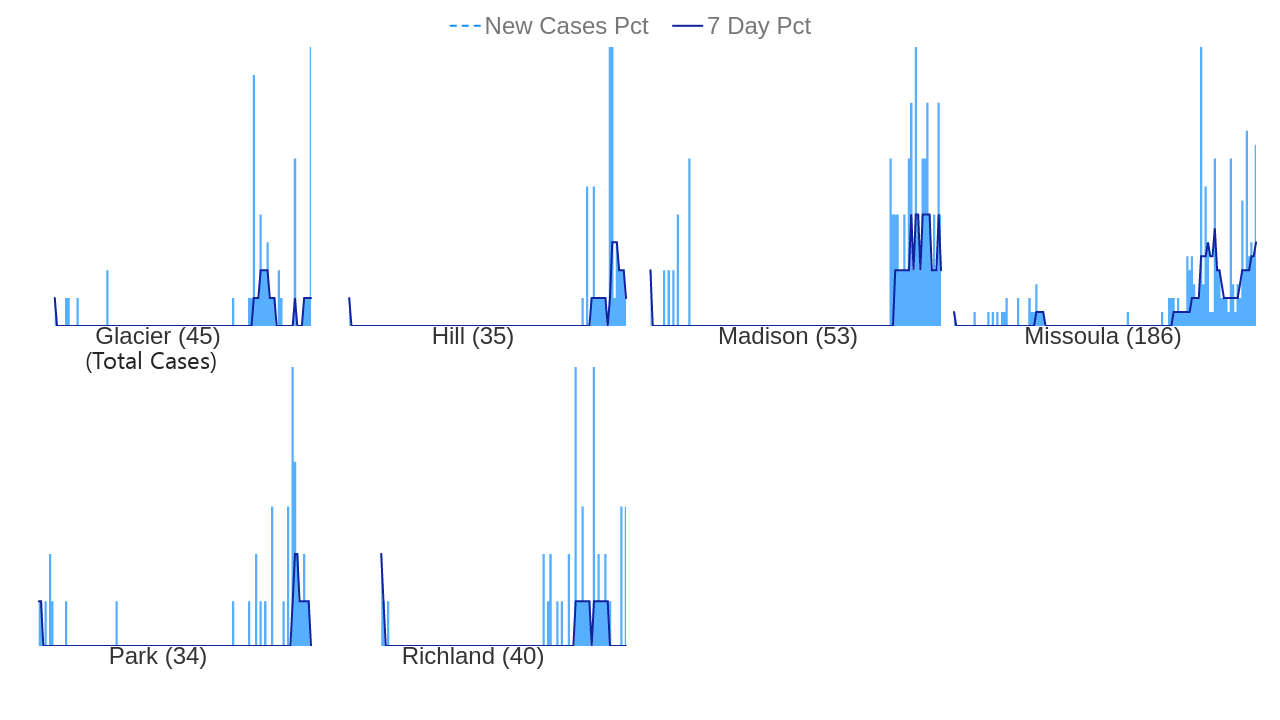 New Cases Pct 7 Day Pct
Glacier (45) Hill (35) Madison (53) Missoula (186)
(Total Cases)
Park (34) Richland (40)